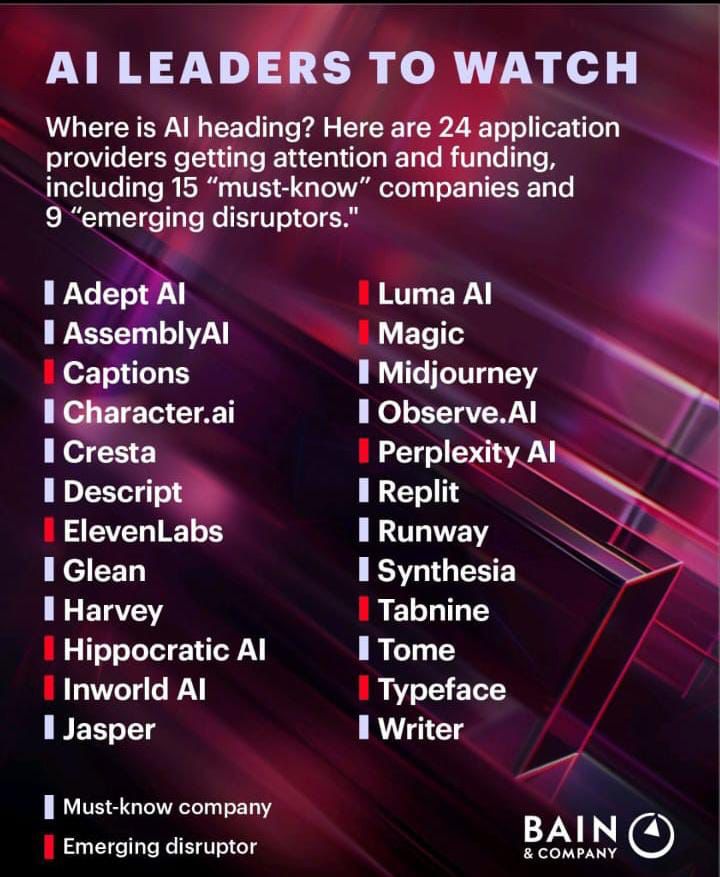 AI LEADERS TO WATCH
Where is AI heading? Here are 24 application
providers getting attention and funding,
including 15 “must-know” companies and
9 “emerging disruptors."
Adept AI
AssemblyAI
Captions
Character.ai
Cresta
Descript
ElevenLabs
Glean
Harvey
Hippocratic AI
Inworld AI
Jasper
Luma AI
Magic
Midjourney
Observe.AI
Perplexity AI
Replit
Runway
Synthesia
Tabnine
Tome
Typeface
Writer
Must-know company
Emerging disruptor
BAIN
& COMPANY